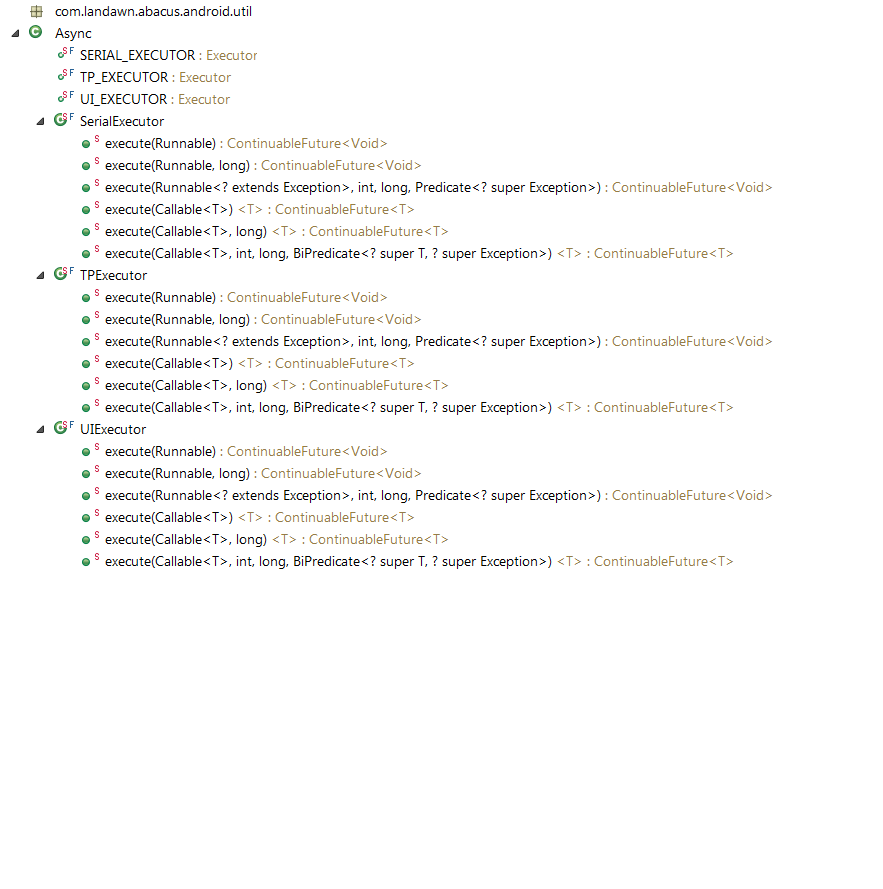 com.landawn.abacus.android.util
Async
SERIAL_EXECUTOR : Executor
TP_EXECUTOR : Executor
UI_EXECUTOR : Executor
SerialExecutor
execute(Runnable) : ContinuableFuture<Void>
execute(Runnable, long) : ContinuableFuture<Void>
execute(Runnable<? extends Exception>, int, long, Predicate<? super Exception>) : ContinuableFuture<Void>
execute(Callable<T>) <T> : ContinuableFuture<T>
execute(Callable<T>, long) <T> : ContinuableFuture<T>
execute(Callable<T>, int, long, BiPredicate<? super T, ? super Exception>) <T> : ContinuableFuture<T>
TPExecutor
execute(Runnable) : ContinuableFuture<Void>
execute(Runnable, long) : ContinuableFuture<Void>
execute(Runnable<? extends Exception>, int, long, Predicate<? super Exception>) : ContinuableFuture<Void>
execute(Callable<T>) <T> : ContinuableFuture<T>
execute(Callable<T>, long) <T> : ContinuableFuture<T>
execute(Callable<T>, int, long, BiPredicate<? super T, ? super Exception>) <T> : ContinuableFuture<T>
UIExecutor
execute(Runnable) : ContinuableFuture<Void>
execute(Runnable, long) : ContinuableFuture<Void>
execute(Runnable<? extends Exception>, int, long, Predicate<? super Exception>) : ContinuableFuture<Void>
execute(Callable<T>) <T> : ContinuableFuture<T>
execute(Callable<T>, long) <T> : ContinuableFuture<T>
execute(Callable<T>, int, long, BiPredicate<? super T, ? super Exception>) <T> : ContinuableFuture<T>